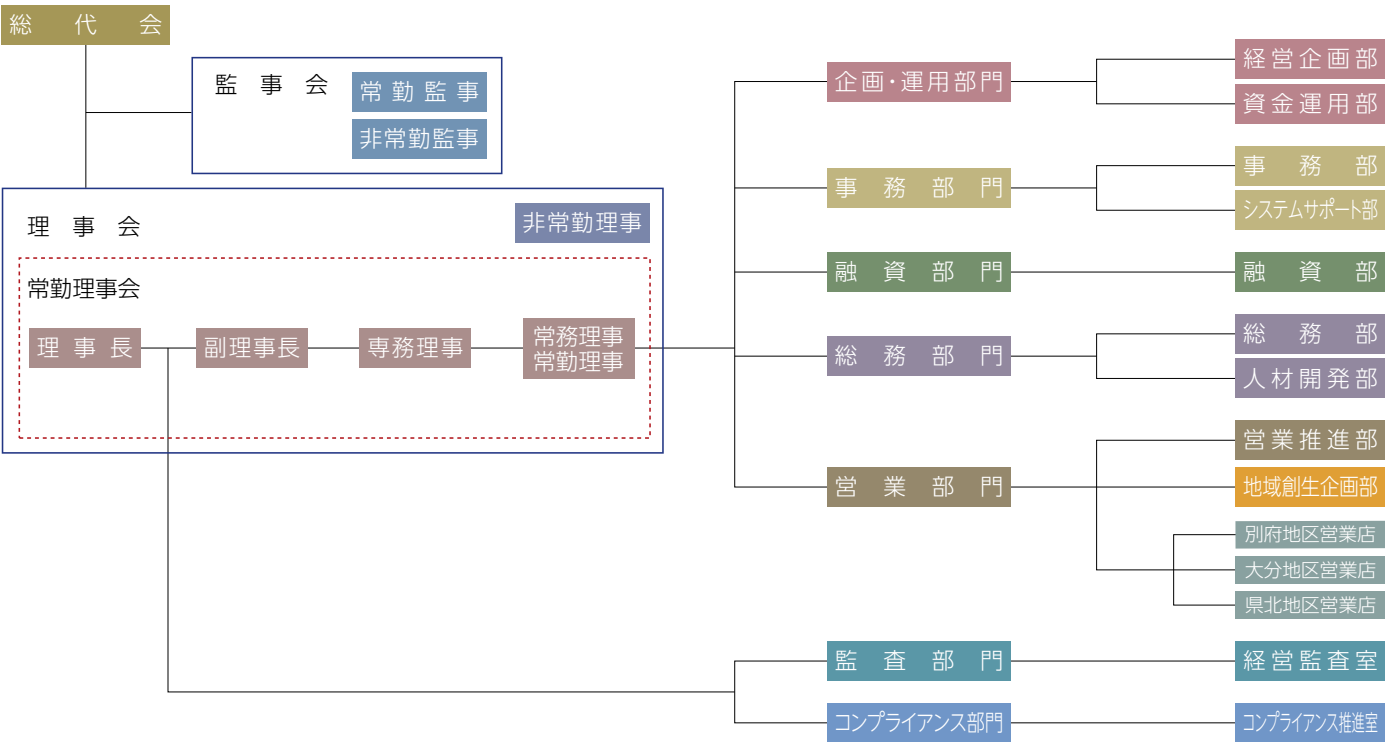 総代会
監事会
常勤監事
非常勤監事
理事会
非常勤理事
常勤理事会
理事長
副理事長
専務理事
常務理事
常勤理事
企画・運用部門
経営企画部
資金運用部
事務部門
事務部
システムサポート部
融資部門
融資部
総務部門
総務部
人材開発部
営業部門
営業推進部
地域創生企画部
別府地区営業店
大分地区営業店
県北地区営業店
監査部門
経営監査室
コンプライアンス部門
コンプライアンス推進室